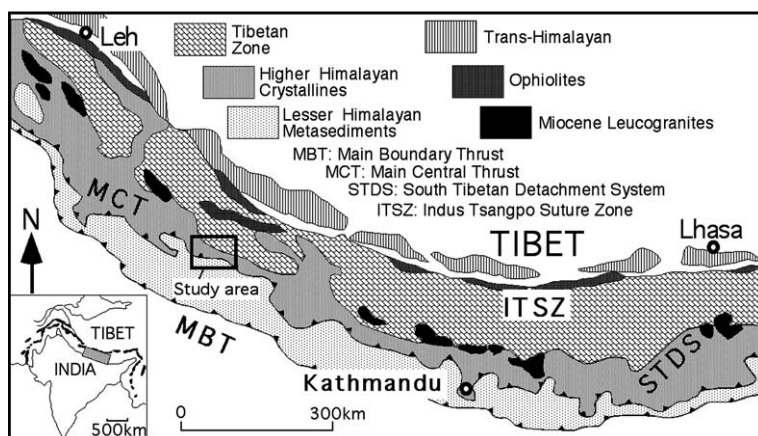 Leh
Tibetan
Zone
Trans-Himalayan
Higher Himalayan
Crystallines
Ophiolites
Lesser Himalayan
Metasediments
Miocene Leucogranites
MBT: Main Boundary Thrust
MCT: Main Central Thrust
STDS: South Tibetan Detachment System
ITSZ: Indus Tsangpo Suture Zone
MCT
N
Lhasa
TIBET
Study area
ITSZ
MBT
STDS
TIBET
INDIA
Kathmandu
500km
0
300km